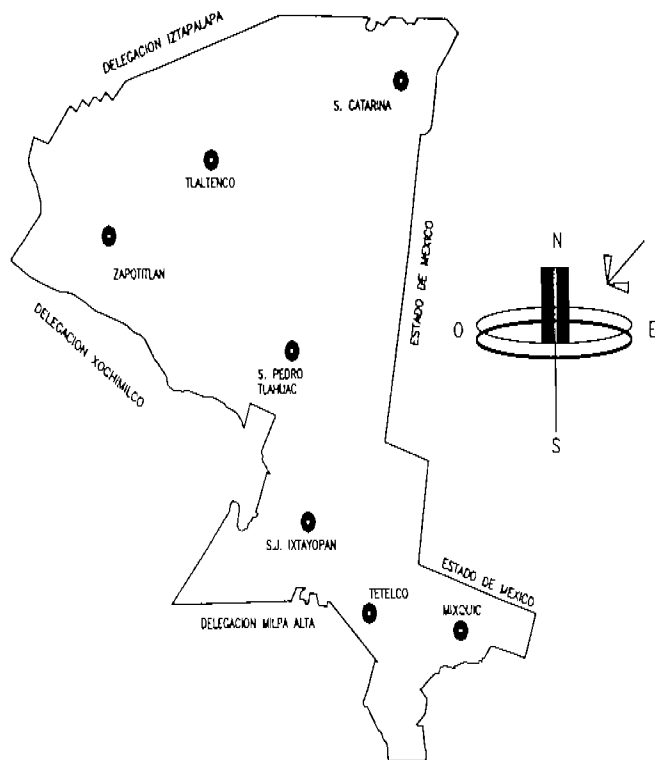 DELEGACION IZTAPALAPA
S. CATARINA
TLALTENCO
ZAPOTITLAN
ESTADO DE MEXICO
N
O
E
S
DELEGACION XOCHIMILCO
S. PEDRO
TLAHUAC
S.J. IXTAYOPAN
ESTADO DE MEXICO
TETELCO
MIXQUIC
DELEGACION MILPA ALTA